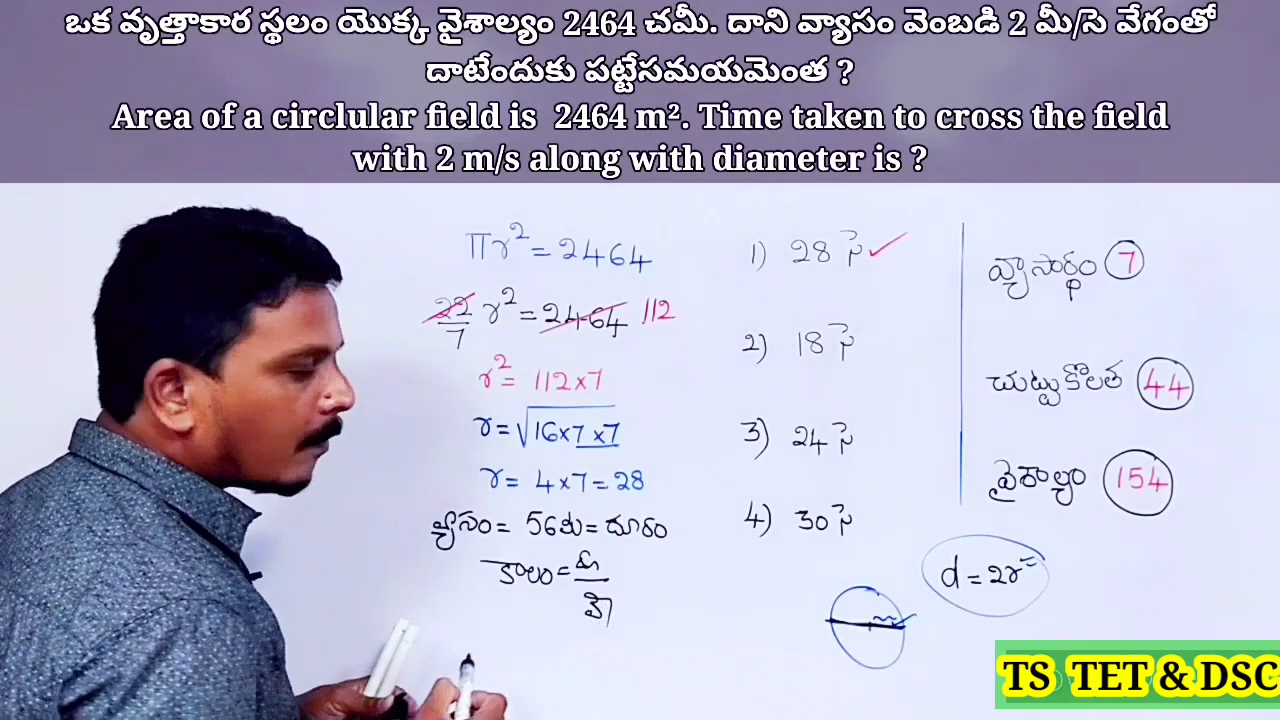 ఒక వృత్తాకార స్థలం యొక్క వైశాల్యం 2464 చమీ. దాని వ్యాసం వెంబడి 2 మీ/సె వేగంతో
దాటేందుకు పట్టేసమయమెంత ?
Area of a circlular field is 2464 m². Time taken to cross the field
with 2 m/s along with diameter is ?
πr² = 2464
22/7 r² = 2464 112
r² = 112×7
r = √16×7×7
r = 4×7 = 28
వ్యాసం = 56మీ = దూరం
కాలం = దూ/వే
1) 28 సె ✓
2) 18 సె
3) 24 సె
4) 30 సె
వ్యాసార్థం 7
చుట్టుకొలత 44
వైశాల్యం 154
d = 2r
TS TET & DSC